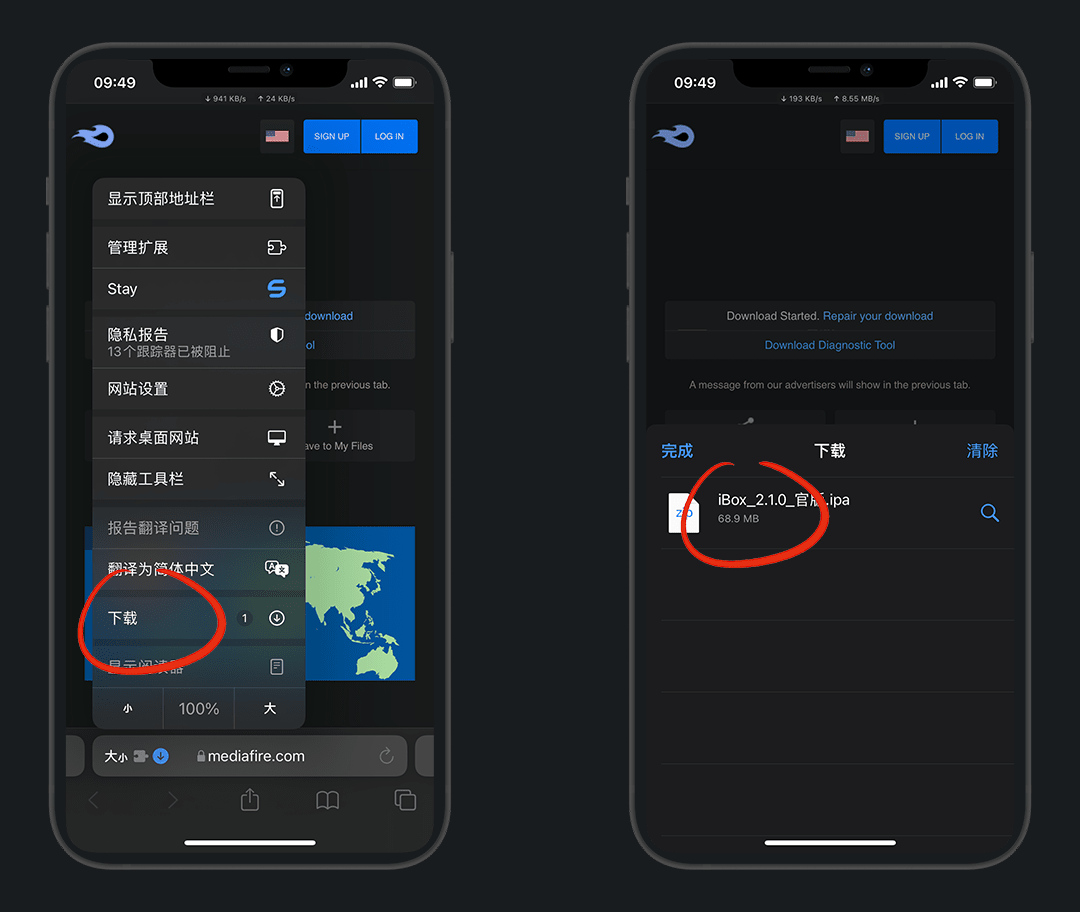 09:49
↓ 941 KB/s ↑ 24 KB/s
SIGN UP
LOG IN
显示顶部地址栏
管理扩展
Stay
download
隐私报告
13个跟踪器已被阻止
ol
n the previous tab.
网站设置
请求桌面网站
ave to My Files
隐藏工具栏
报告翻译问题
翻译为简体中文
下载 1
显示阅读器
小 100% 大
大小 mediafire.com
09:49
↓ 193 KB/s ↑ 8.55 MB/s
SIGN UP
LOG IN
Download Started. Repair your download
Download Diagnostic Tool
A message from our advertisers will show in the previous tab.
完成 下载 清除
zip
iBox_2.1.0_官版.ipa
68.9 MB